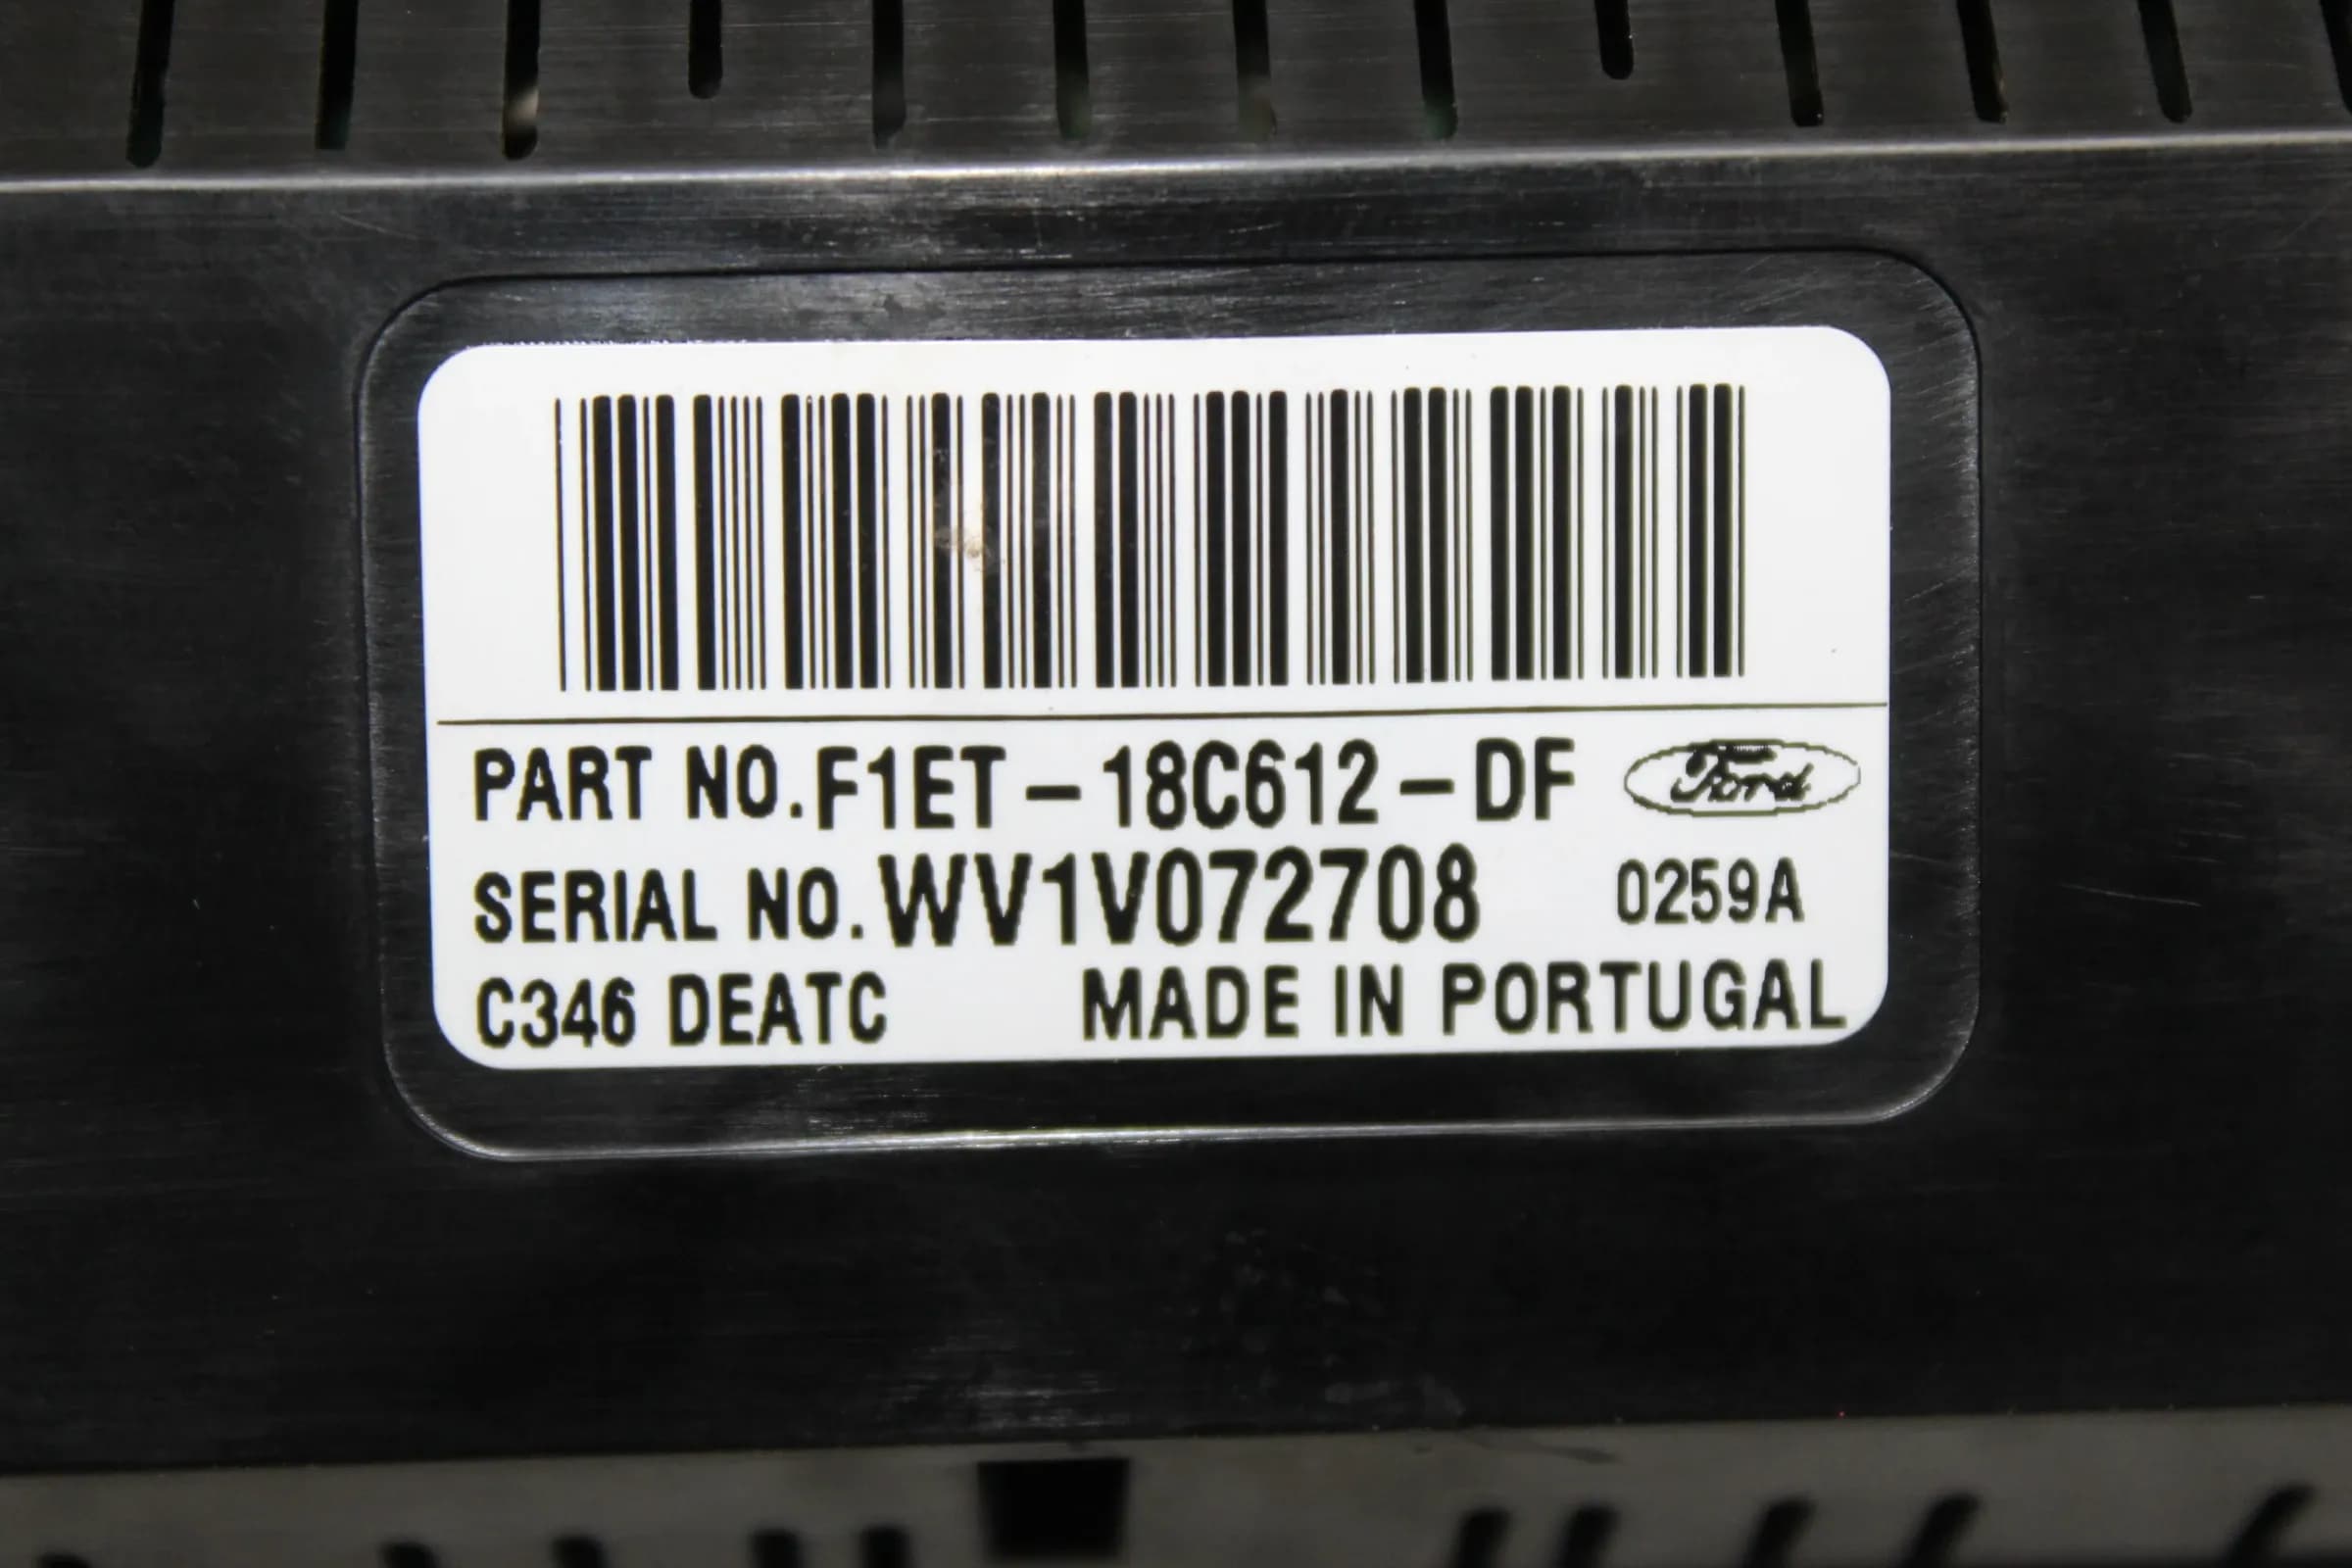 PART NO. F1ET-18C612-DF Ford
SERIAL NO. WV1V072708 0259A
C346 DEATC MADE IN PORTUGAL